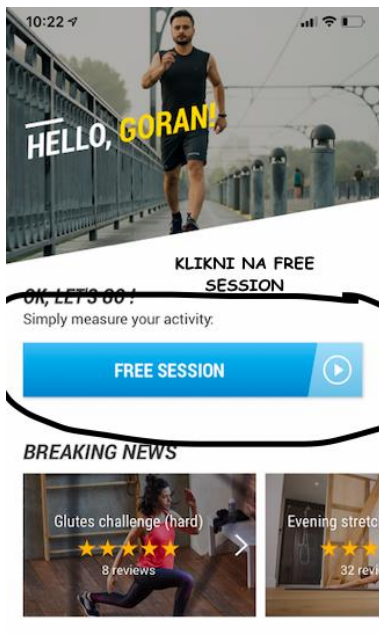 10:22
HELLO, GORAN!
KLIKNI NA FREE
SESSION
OK, LET'S GO !
Simply measure your activity:
FREE SESSION
BREAKING NEWS
Glutes challenge (hard)
8 reviews
Evening stretc
32 revi